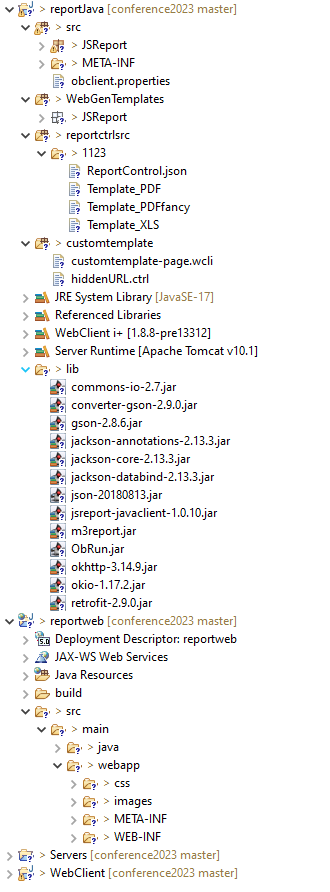 > reportJava [conference2023 master]
> src
> JSReport
> META-INF
obclient.properties
> WebGenTemplates
> JSReport
> reportctrlsrc
> 1123
ReportControl.json
Template_PDF
Template_PDFfancy
Template_XLS
> customtemplate
customtemplate-page.wcli
hiddenURL.ctrl
JRE System Library [JavaSE-17]
Referenced Libraries
WebClient i+ [1.8.8-pre13312]
Server Runtime [Apache Tomcat v10.1]
> lib
commons-io-2.7.jar
converter-gson-2.9.0.jar
gson-2.8.6.jar
jackson-annotations-2.13.3.jar
jackson-core-2.13.3.jar
jackson-databind-2.13.3.jar
json-20180813.jar
jsreport-javaclient-1.0.10.jar
m3report.jar
ObRun.jar
okhttp-3.14.9.jar
okio-1.17.2.jar
retrofit-2.9.0.jar
> reportweb [conference2023 master]
Deployment Descriptor: reportweb
JAX-WS Web Services
Java Resources
build
> src
> main
> java
> webapp
> css
> images
> META-INF
> WEB-INF
> Servers [conference2023 master]
> WebClient [conference2023 master]